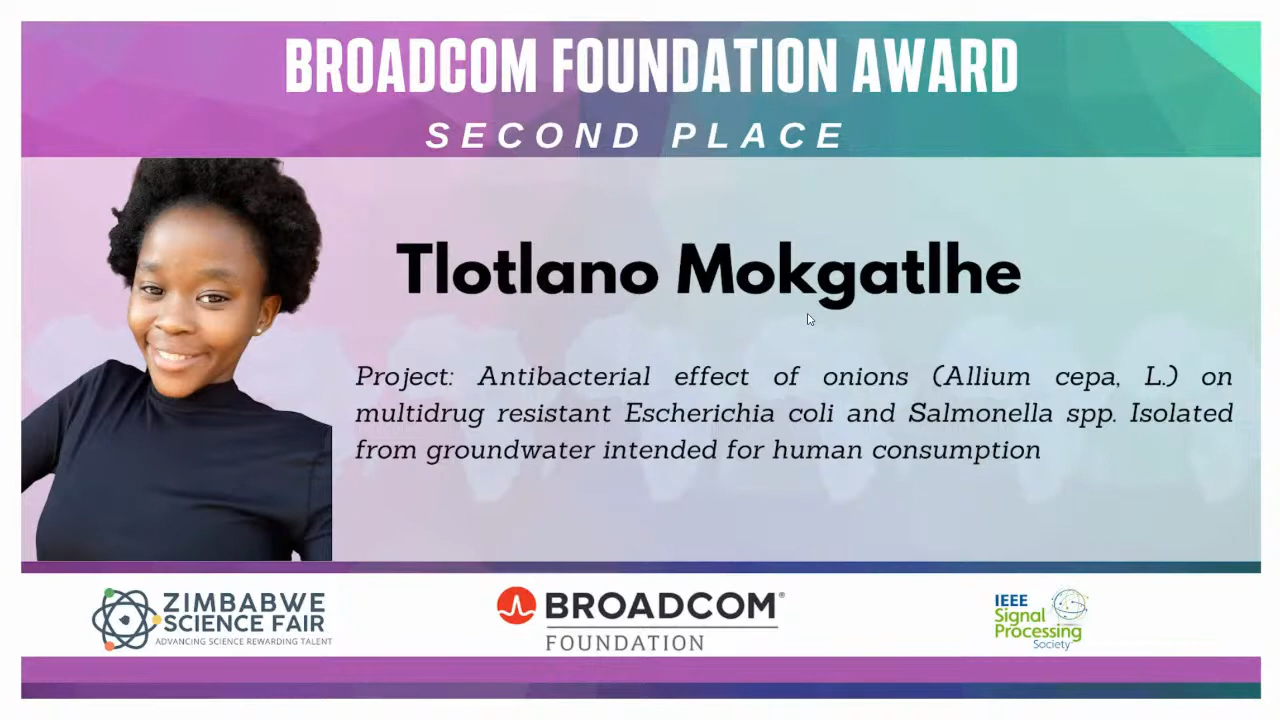 BROADCOM FOUNDATION AWARD
SECOND PLACE
Tlotlano Mokgatlhe
Project: Antibacterial effect of onions (Allium cepa, L.) on
multidrug resistant Escherichia coli and Salmonella spp. Isolated
from groundwater intended for human consumption
ZIMBABWE
SCIENCE FAIR
ADVANCING SCIENCE REWARDING TALENT
BROADCOM®
FOUNDATION
IEEE
Signal
Processing
Society